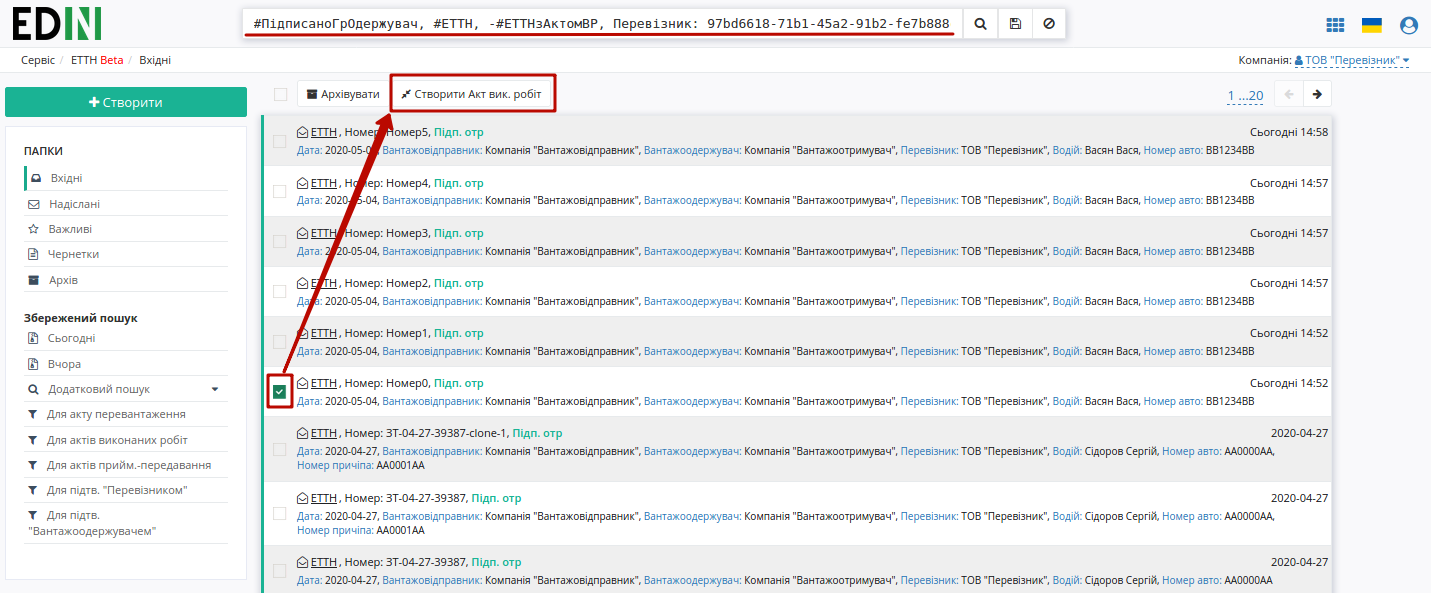 EDIN
#ПідписаноГрОдержувач, #ЕТТН, -#ЕТТНзАктомВР, Перевізник: 97bd6618-71b1-45a2-91b2-fe7b888
Сервіс / ЕТТН Beta / Вхідні
Компанія: ТОВ "Перевізник"
Створити
Архівувати
Створити Акт вик. робіт
1 ...20
ПАПКИ
Вхідні
Надіслані
Важливі
Чернетки
Архів
Збережений пошук
Сьогодні
Вчора
Додатковий пошук
Для акту перевантаження
Для актів виконаних робіт
Для актів прийм.-передавання
Для підтв. "Перевізником"
Для підтв.
"Вантажоодержувачем"
ЕТТН , Номер: Номер5, Підп. отр Сьогодні 14:58
Дата: 2020-05-04, Вантажовідправник: Компанія "Вантажовідправник", Вантажоодержувач: Компанія "Вантажоотримувач", Перевізник: ТОВ "Перевізник", Водій: Васян Вася, Номер авто: BB1234BB
ЕТТН , Номер: Номер4, Підп. отр Сьогодні 14:57
Дата: 2020-05-04, Вантажовідправник: Компанія "Вантажовідправник", Вантажоодержувач: Компанія "Вантажоотримувач", Перевізник: ТОВ "Перевізник", Водій: Васян Вася, Номер авто: BB1234BB
ЕТТН , Номер: Номер3, Підп. отр Сьогодні 14:57
Дата: 2020-05-04, Вантажовідправник: Компанія "Вантажовідправник", Вантажоодержувач: Компанія "Вантажоотримувач", Перевізник: ТОВ "Перевізник", Водій: Васян Вася, Номер авто: BB1234BB
ЕТТН , Номер: Номер2, Підп. отр Сьогодні 14:57
Дата: 2020-05-04, Вантажовідправник: Компанія "Вантажовідправник", Вантажоодержувач: Компанія "Вантажоотримувач", Перевізник: ТОВ "Перевізник", Водій: Васян Вася, Номер авто: BB1234BB
ЕТТН , Номер: Номер1, Підп. отр Сьогодні 14:52
Дата: 2020-05-04, Вантажовідправник: Компанія "Вантажовідправник", Вантажоодержувач: Компанія "Вантажоотримувач", Перевізник: ТОВ "Перевізник", Водій: Васян Вася, Номер авто: BB1234BB
ЕТТН , Номер: Номер0, Підп. отр Сьогодні 14:52
Дата: 2020-05-04, Вантажовідправник: Компанія "Вантажовідправник", Вантажоодержувач: Компанія "Вантажоотримувач", Перевізник: ТОВ "Перевізник", Водій: Васян Вася, Номер авто: BB1234BB
ЕТТН , Номер: ЗТ-04-27-39387-clone-1, Підп. отр 2020-04-27
Дата: 2020-04-27, Вантажовідправник: Компанія "Вантажовідправник", Вантажоодержувач: Компанія "Вантажоотримувач", Перевізник: ТОВ "Перевізник", Водій: Сідоров Сергій, Номер авто: AA0000AA,
Номер причіпа: AA0001AA
ЕТТН , Номер: ЗТ-04-27-39387, Підп. отр 2020-04-27
Дата: 2020-04-27, Вантажовідправник: Компанія "Вантажовідправник", Вантажоодержувач: Компанія "Вантажоотримувач", Перевізник: ТОВ "Перевізник", Водій: Сідоров Сергій, Номер авто: AA0000AA,
Номер причіпа: AA0001AA
ЕТТН , Номер: ЗТ-04-27-39387, Підп. отр 2020-04-27
Дата: 2020-04-27, Вантажовідправник: Компанія "Вантажовідправник", Вантажоодержувач: Компанія "Вантажоотримувач", Перевізник: ТОВ "Перевізник", Водій: Сідоров Сергій, Номер авто: AA0000AA